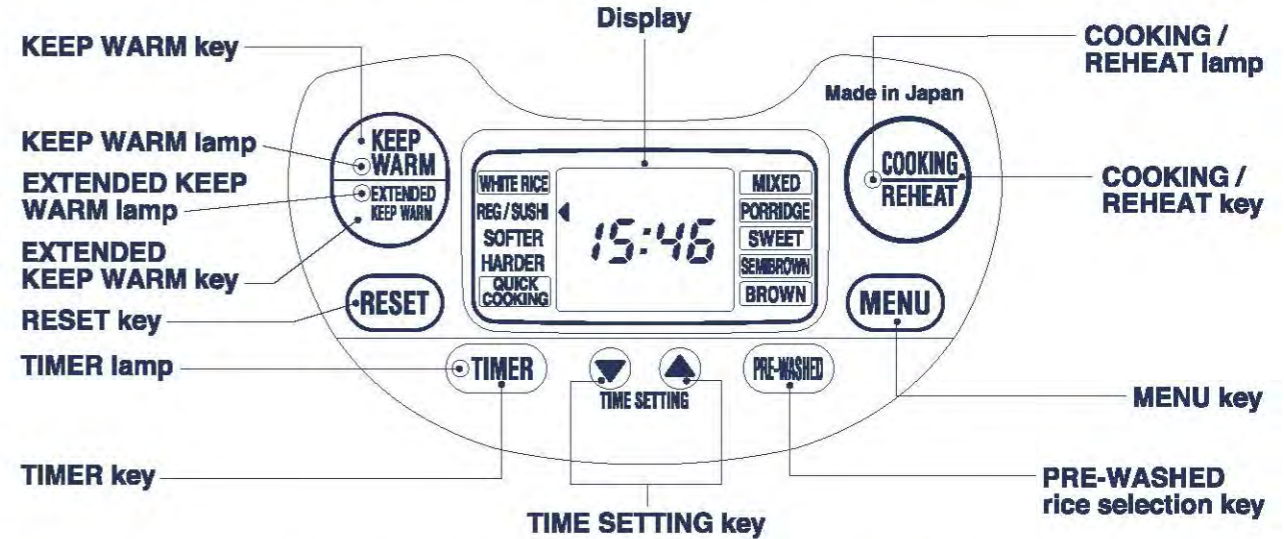 Display
KEEP WARM key
KEEP WARM lamp
EXTENDED KEEP
WARM lamp
EXTENDED
KEEP WARM key
RESET key
TIMER lamp
TIMER key
KEEP
WARM
EXTENDED
KEEP WARM
RESET
TIMER
WHITE RICE
REG / SUSHI
SOFTER
HARDER
QUICK
COOKING
15:46
MIXED
PORRIDGE
SWEET
SEMIBROWN
BROWN
TIME SETTING
PRE-WASHED
TIME SETTING key
Made in Japan
COOKING
REHEAT
MENU
COOKING /
REHEAT lamp
COOKING /
REHEAT key
MENU key
PRE-WASHED
rice selection key